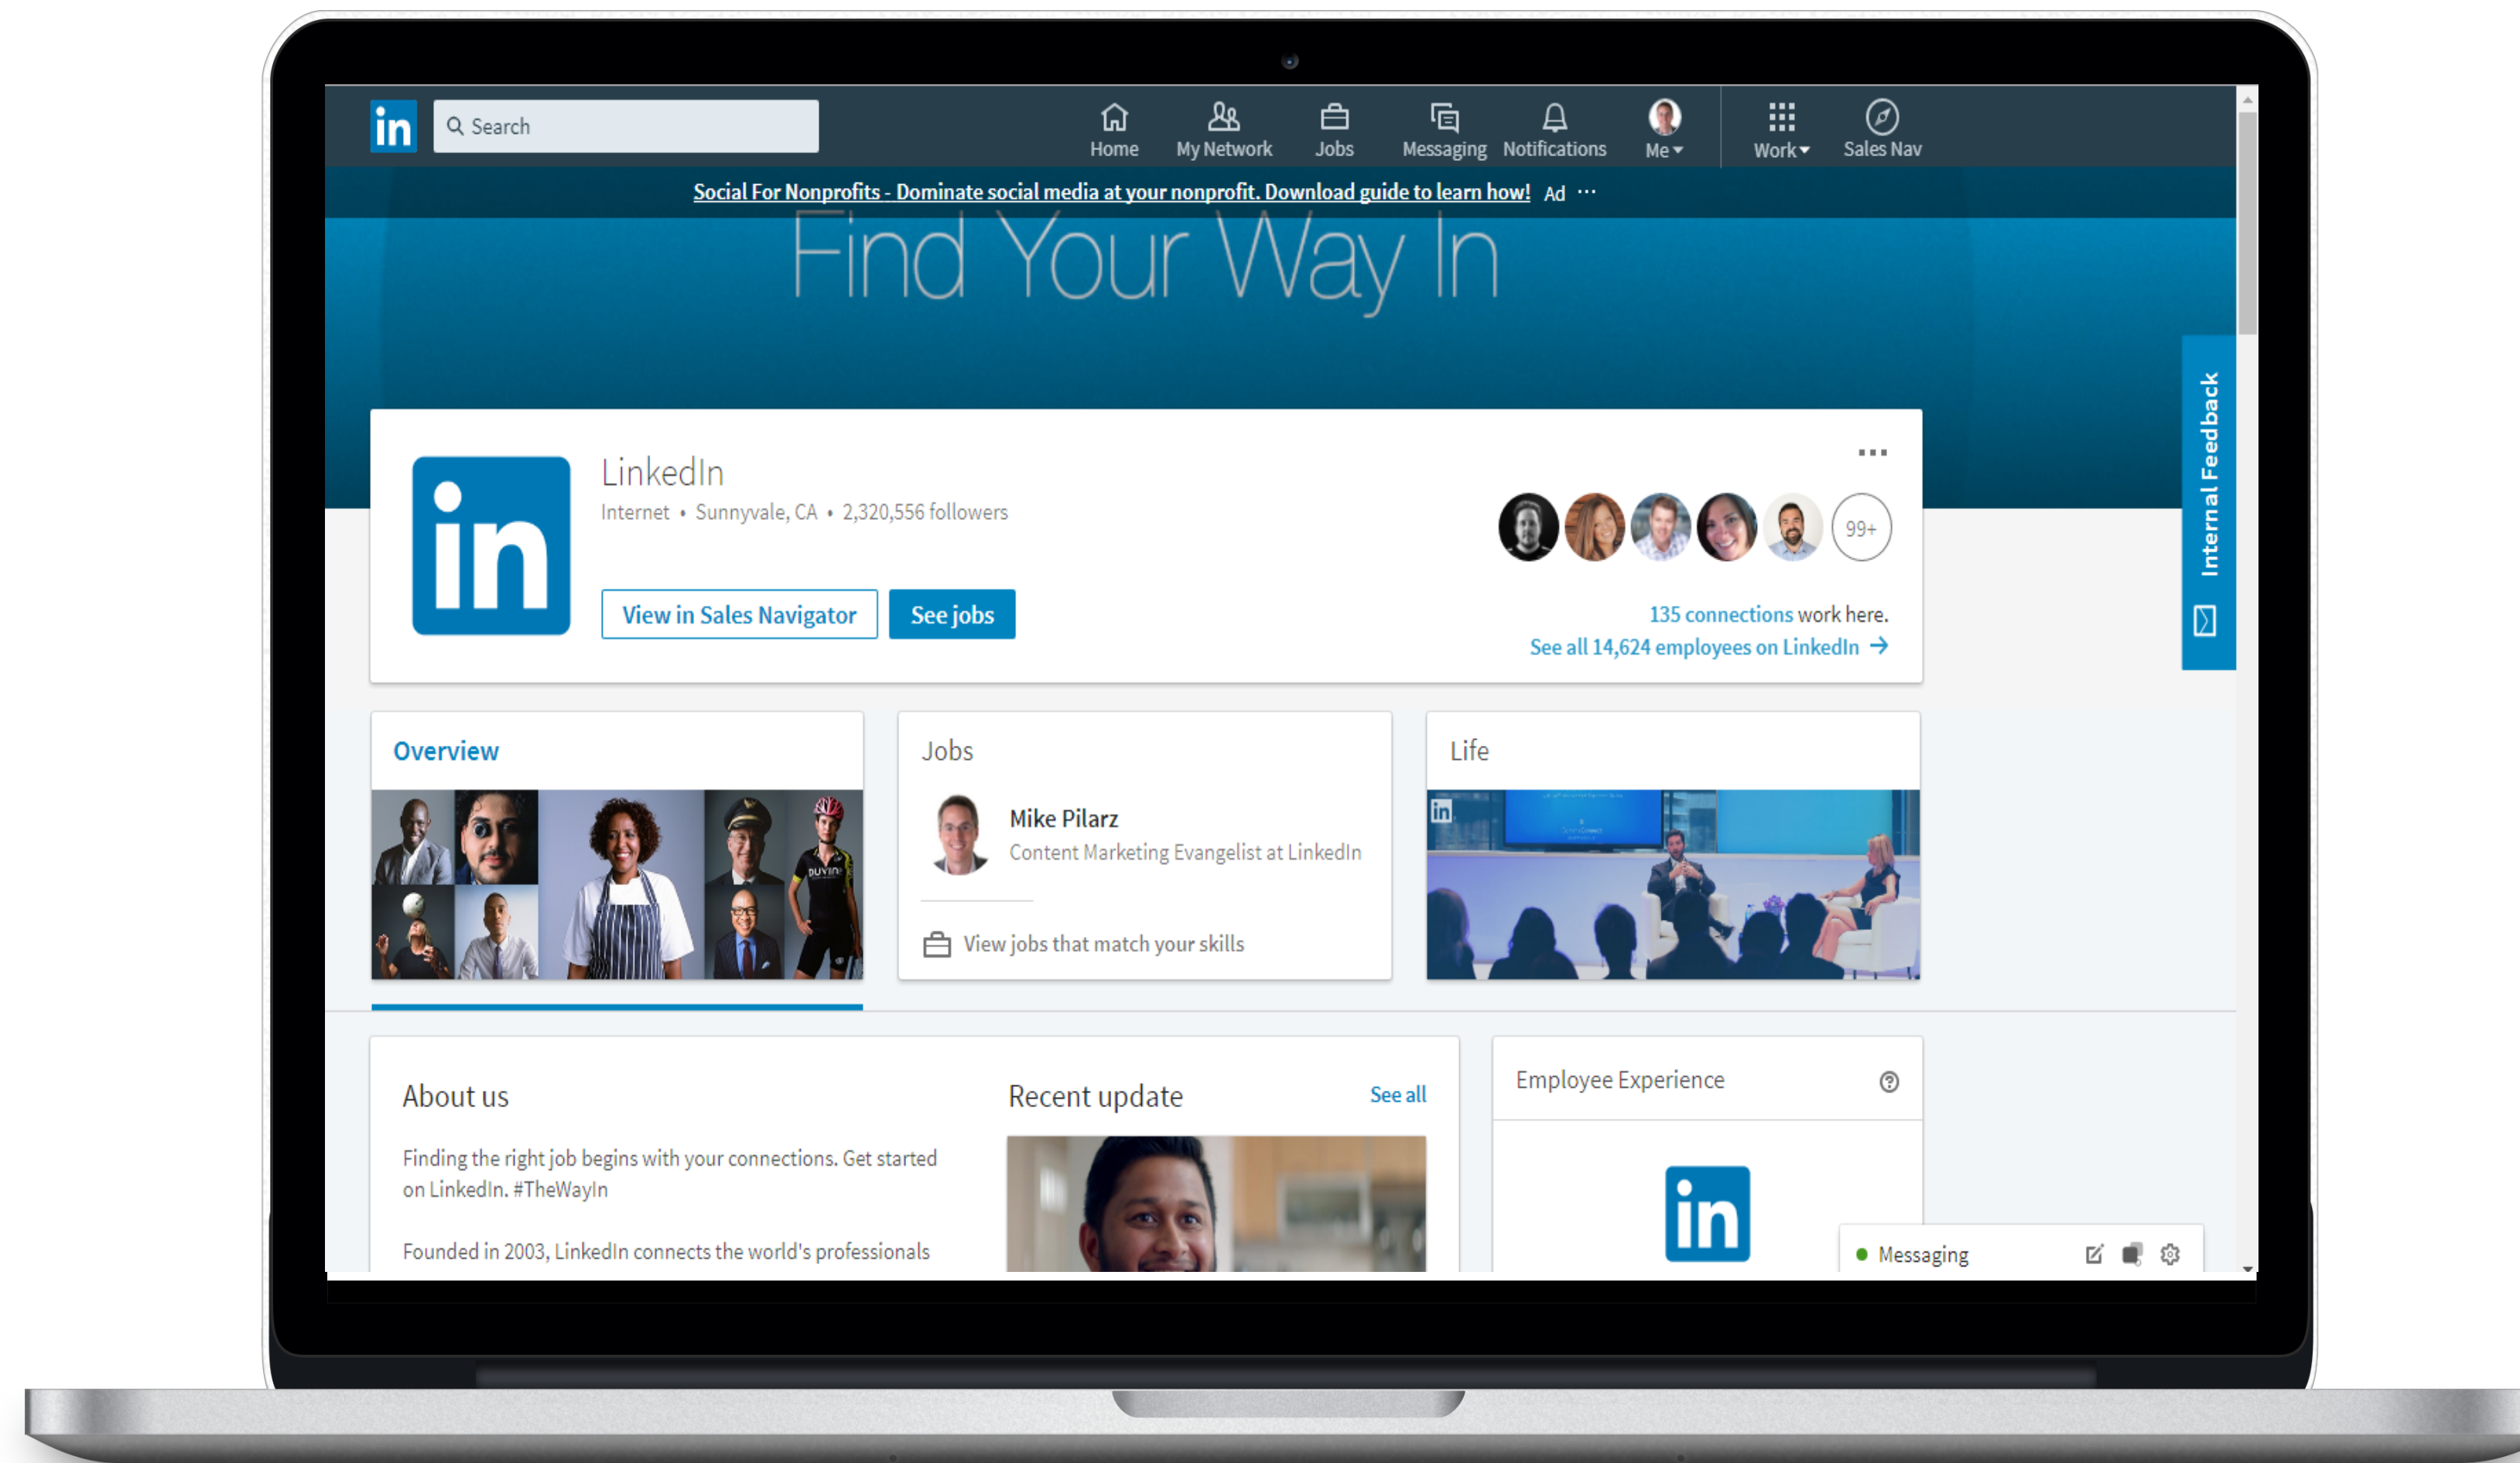 in
Search
Home
My Network
Jobs
Messaging
Notifications
Me
Work
Sales Nav
Social For Nonprofits - Dominate social media at your nonprofit. Download guide to learn how! Ad ...
Find Your Way In
Internal Feedback
in
LinkedIn
Internet • Sunnyvale, CA • 2,320,556 followers
99+
View in Sales Navigator
See jobs
135 connections work here.
See all 14,624 employees on LinkedIn →
Overview
Jobs
Life
Mike Pilarz
Content Marketing Evangelist at LinkedIn
View jobs that match your skills
in
About us
Finding the right job begins with your connections. Get started
on LinkedIn. #TheWayIn
Founded in 2003, LinkedIn connects the world's professionals
Recent update
See all
Employee Experience
in
Messaging